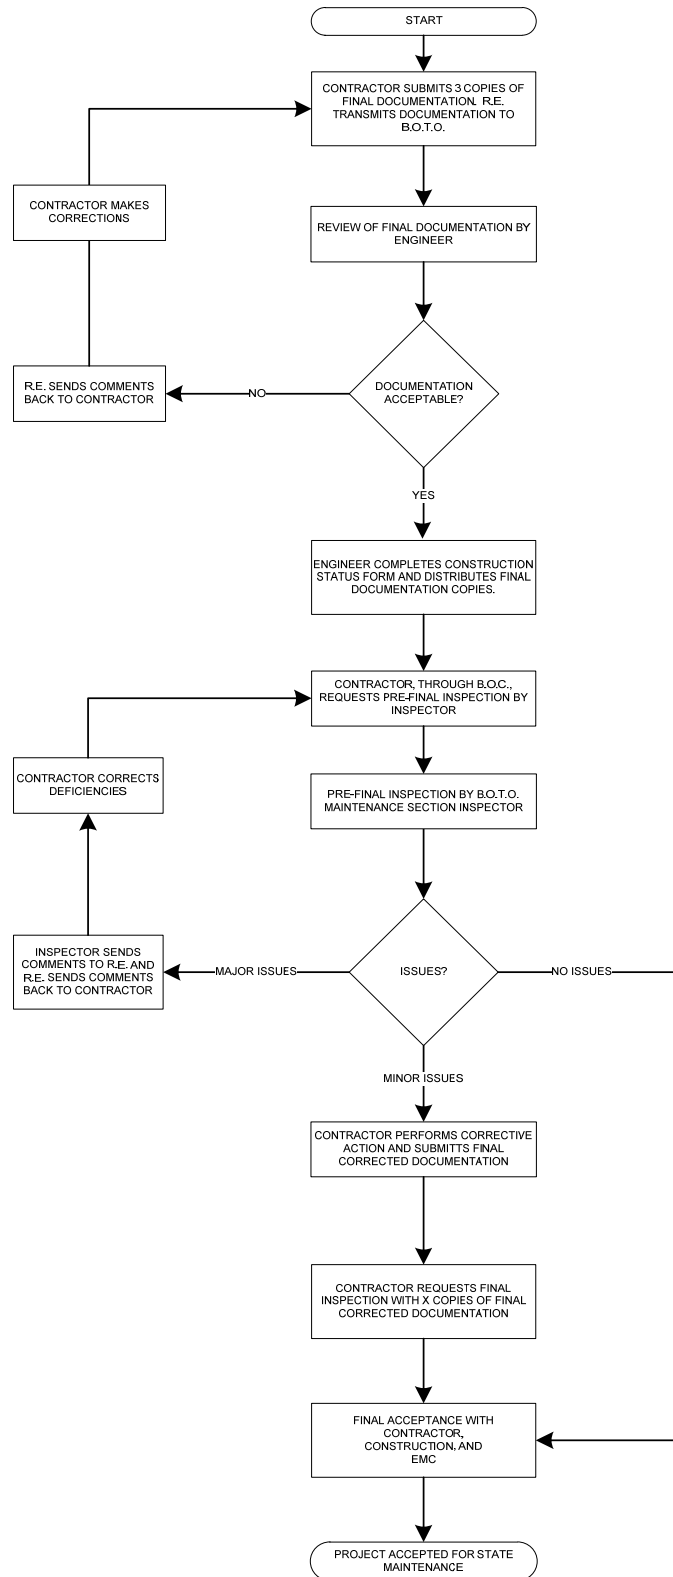 START
CONTRACTOR SUBMITS 3 COPIES OF
FINAL DOCUMENTATION. R.E.
TRANSMITS DOCUMENTATION TO
B.O.T.O.
CONTRACTOR MAKES
CORRECTIONS
REVIEW OF FINAL DOCUMENTATION BY
ENGINEER
R.E. SENDS COMMENTS
BACK TO CONTRACTOR
NO
DOCUMENTATION
ACCEPTABLE?
YES
ENGINEER COMPLETES CONSTRUCTION
STATUS FORM AND DISTRIBUTES FINAL
DOCUMENTATION COPIES.
CONTRACTOR, THROUGH B.O.C.,
REQUESTS PRE-FINAL INSPECTION BY
INSPECTOR
CONTRACTOR CORRECTS
DEFICIENCIES
PRE-FINAL INSPECTION BY B.O.T.O.
MAINTENANCE SECTION INSPECTOR
INSPECTOR SENDS
COMMENTS TO R.E. AND
R.E. SENDS COMMENTS
BACK TO CONTRACTOR
MAJOR ISSUES
ISSUES?
NO ISSUES
MINOR ISSUES
CONTRACTOR PERFORMS CORRECTIVE
ACTION AND SUBMITTS FINAL
CORRECTED DOCUMENTATION
CONTRACTOR REQUESTS FINAL
INSPECTION WITH X COPIES OF FINAL
CORRECTED DOCUMENTATION
FINAL ACCEPTANCE WITH
CONTRACTOR,
CONSTRUCTION, AND
EMC
PROJECT ACCEPTED FOR STATE
MAINTENANCE